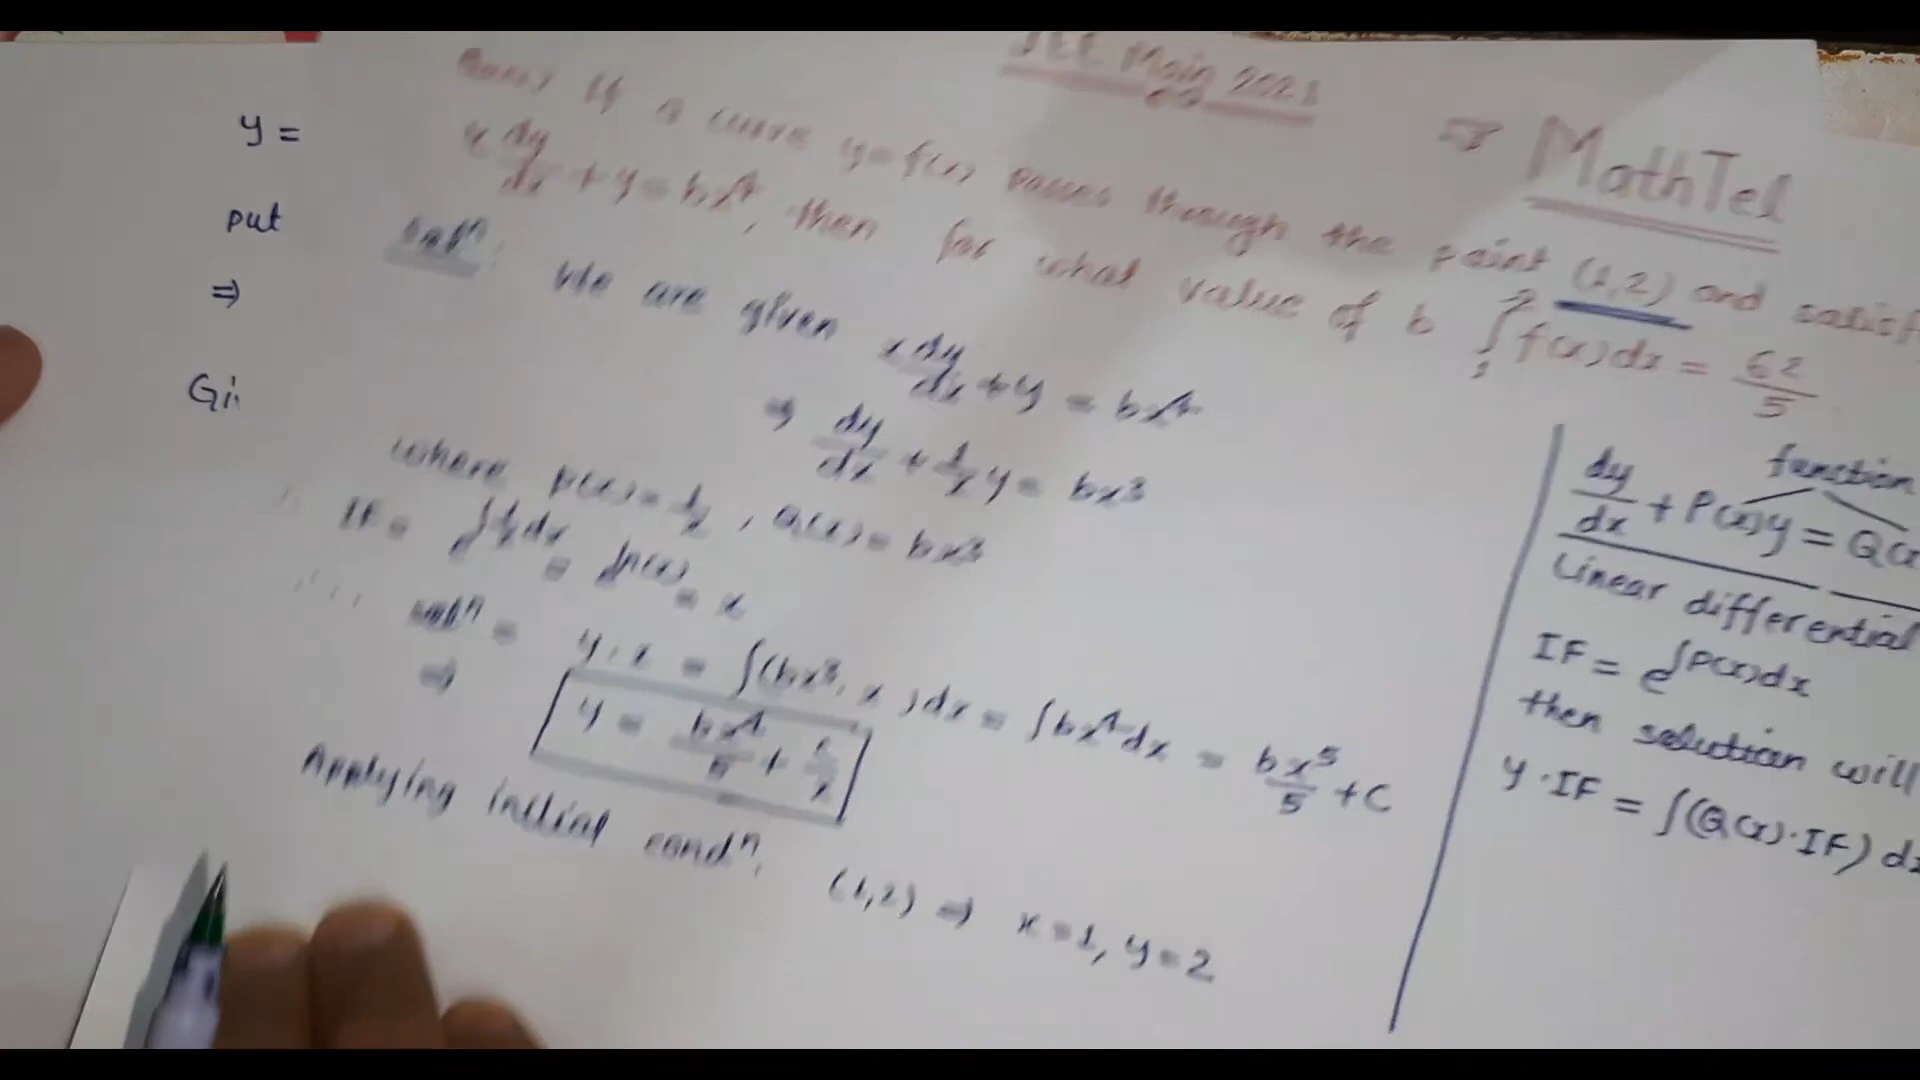 JEE Main 2021
⇒ MathTel
Ques) If a curve y=f(x) passes through the point (1,2) and satisf
x dy/dx + y = bx⁴, then for what value of b ∫₁² f(x)dx = 62/5
Solⁿ: We are given x dy/dx + y = bx⁴
⇒ dy/dx + 1/x y = bx³
where P(x) = 1/x, Q(x) = bx³
IF = e^∫1/x dx = e^ln(x) = x
solⁿ = y.x = ∫(bx³.x)dx = ∫bx⁴dx = bx⁵/5 + C
⇒ y = bx⁴/5 + c/x
Applying initial condⁿ: (1,2) ⇒ x=1, y=2
y =
put
⇒
Gi
function
dy/dx + P(x)y = Q(x
Linear differential
IF = e^∫P(x)dx
then solution will
y.IF = ∫(Q(x).IF) dx